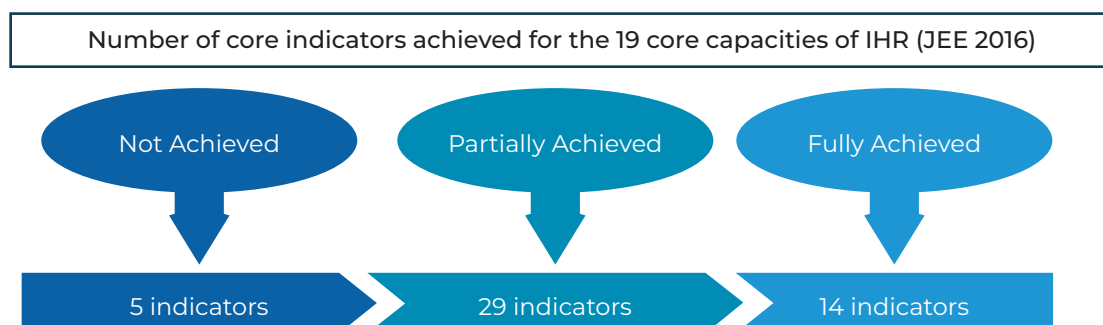 Number of core indicators achieved for the 19 core capacities of IHR (JEE 2016)
Not Achieved
Partially Achieved
Fully Achieved
5 indicators
29 indicators
14 indicators